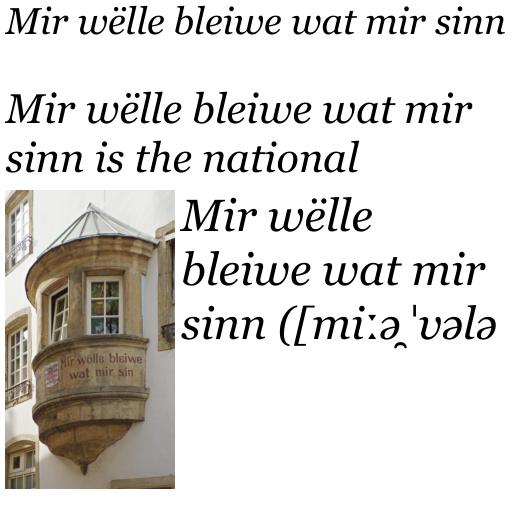 Mir wëlle bleiwe wat mir sinn
Mir wëlle bleiwe wat mir
sinn is the national
Mir wëlle
bleiwe wat mir
sinn ([miːə̯ ˈvələ
Mir wölle bleiwe
wat mir sin